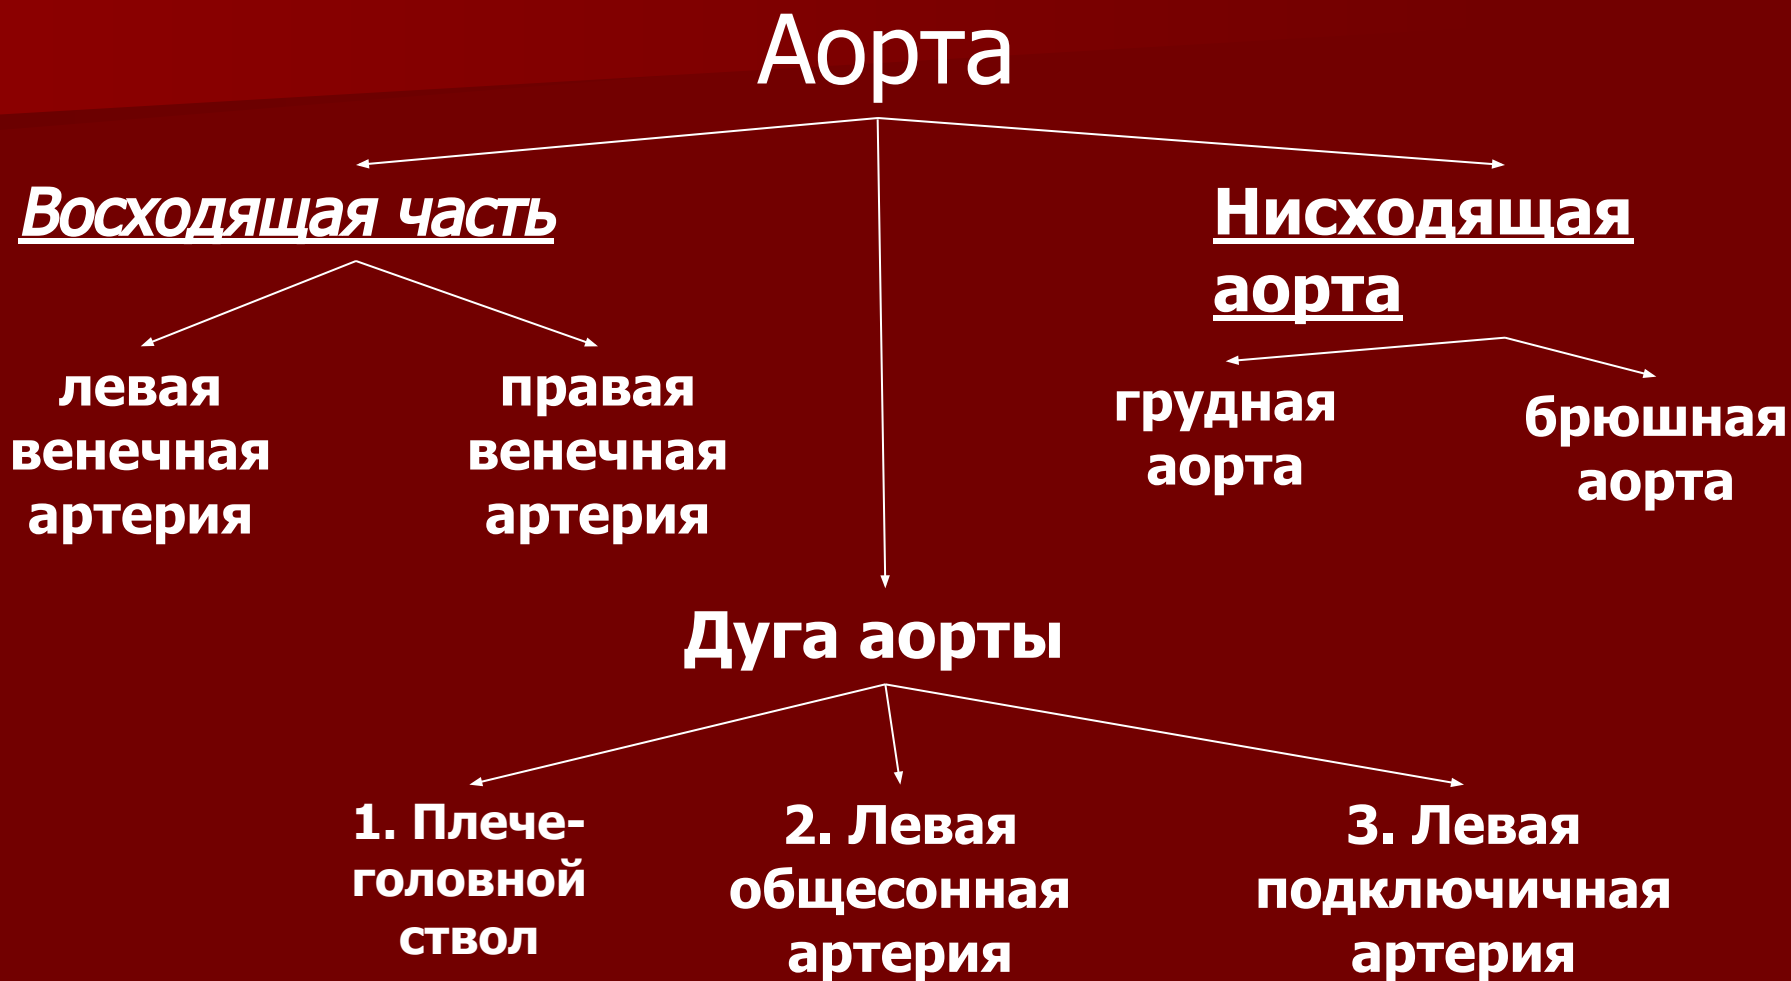 Аорта
Восходящая часть
Нисходящая
аорта
левая
венечная
артерия
правая
венечная
артерия
грудная
аорта
брюшная
аорта
Дуга аорты
1. Плече-
головной
ствол
2. Левая
общесонная
артерия
3. Левая
подключичная
артерия